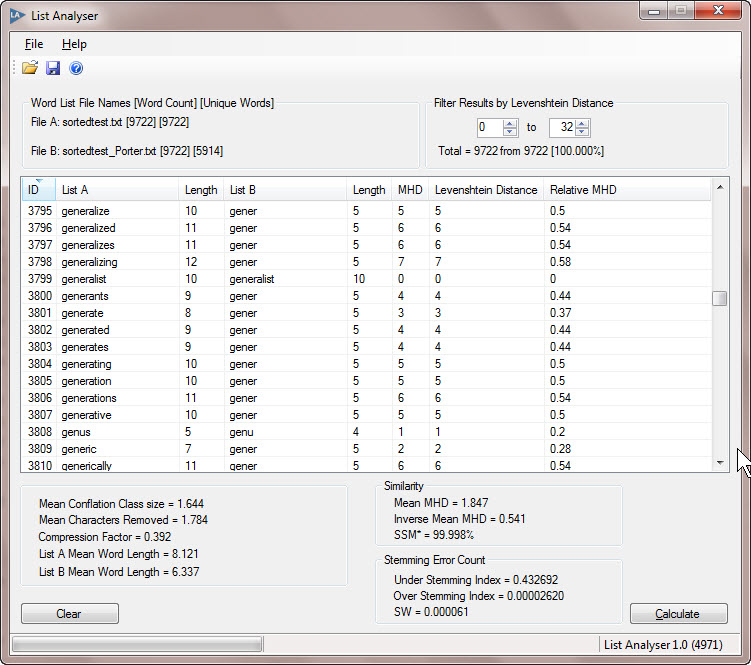 LA List Analyser
File Help
Word List File Names [Word Count] [Unique Words]
File A: sortedtest.txt [9722] [9722]
File B: sortedtest_Porter.txt [9722] [5914]
Filter Results by Levenshtein Distance
0 to 32
Total = 9722 from 9722 [100.000%]
ID List A Length List B Length MHD Levenshtein Distance Relative MHD
3795 generalize 10 gener 5 5 5 0.5
3796 generalized 11 gener 5 6 6 0.54
3797 generalizes 11 gener 5 6 6 0.54
3798 generalizing 12 gener 5 7 7 0.58
3799 generalist 10 generalist 10 0 0 0
3800 generants 9 gener 5 4 4 0.44
3801 generate 8 gener 5 3 3 0.37
3802 generated 9 gener 5 4 4 0.44
3803 generates 9 gener 5 4 4 0.44
3804 generating 10 gener 5 5 5 0.5
3805 generation 10 gener 5 5 5 0.5
3806 generations 11 gener 5 6 6 0.54
3807 generative 10 gener 5 5 5 0.5
3808 genus 5 genu 4 1 1 0.2
3809 generic 7 gener 5 2 2 0.28
3810 generically 11 gener 5 6 6 0.54
Mean Conflation Class size = 1.644
Mean Characters Removed = 1.784
Compression Factor = 0.392
List A Mean Word Length = 8.121
List B Mean Word Length = 6.337
Similarity
Mean MHD = 1.847
Inverse Mean MHD = 0.541
SSM* = 99.998%
Stemming Error Count
Under Stemming Index = 0.432692
Over Stemming Index = 0.00002620
SW = 0.000061
Clear
Calculate
List Analyser 1.0 (4971)